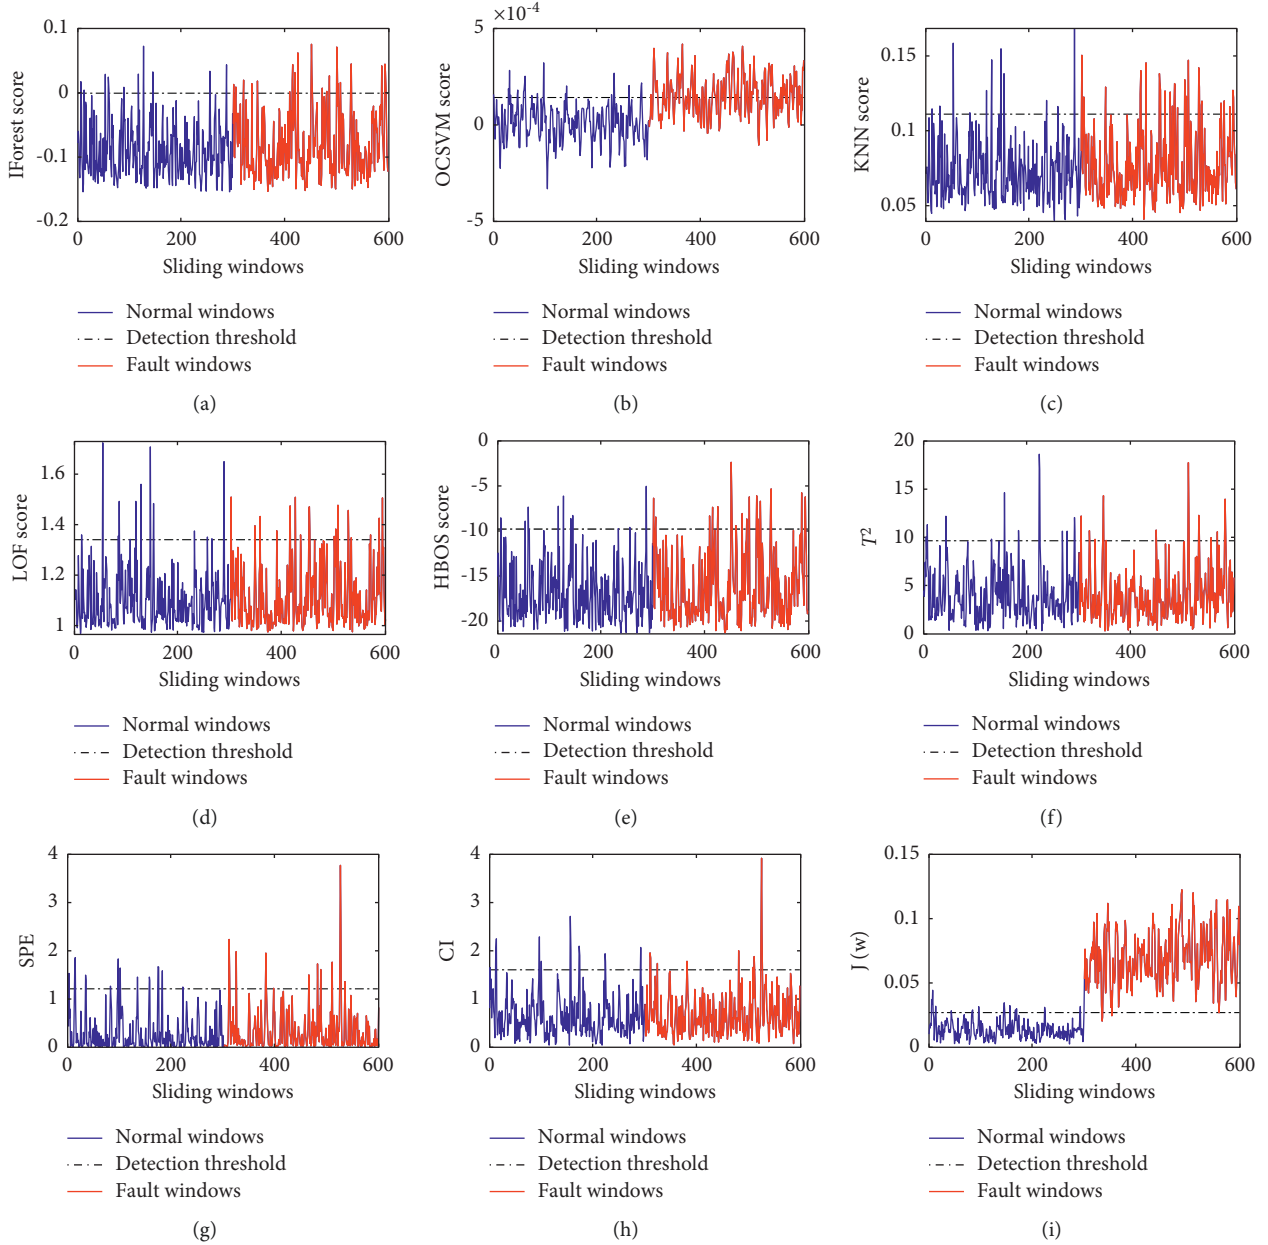 0.1
0
-0.1
-0.2
IForest score
0 200 400 600
Sliding windows
Normal windows
Detection threshold
Fault windows
(a)
×10⁻⁴
5
0
-5
OCSVM score
0 200 400 600
Sliding windows
Normal windows
Detection threshold
Fault windows
(b)
0.15
0.1
0.05
KNN score
0 200 400 600
Sliding windows
Normal windows
Detection threshold
Fault windows
(c)
1.6
1.4
1.2
1
LOF score
0 200 400 600
Sliding windows
Normal windows
Detection threshold
Fault windows
(d)
0
-5
-10
-15
-20
HBOS score
0 200 400 600
Sliding windows
Normal windows
Detection threshold
Fault windows
(e)
20
15
10
5
0
T²
0 200 400 600
Sliding windows
Normal windows
Detection threshold
Fault windows
(f)
4
3
2
1
0
SPE
0 200 400 600
Sliding windows
Normal windows
Detection threshold
Fault windows
(g)
4
3
2
1
0
CI
0 200 400 600
Sliding windows
Normal windows
Detection threshold
Fault windows
(h)
0.15
0.1
0.05
0
J (w)
0 200 400 600
Sliding windows
Normal windows
Detection threshold
Fault windows
(i)